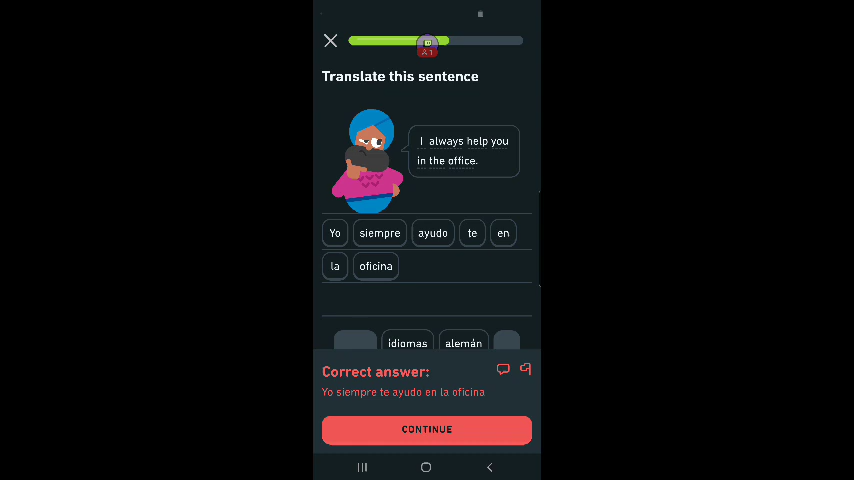 Translate this sentence
I always help you
in the office.
Yo siempre ayudo te en
la oficina
idiomas alemán
Correct answer:
Yo siempre te ayudo en la oficina
CONTINUE